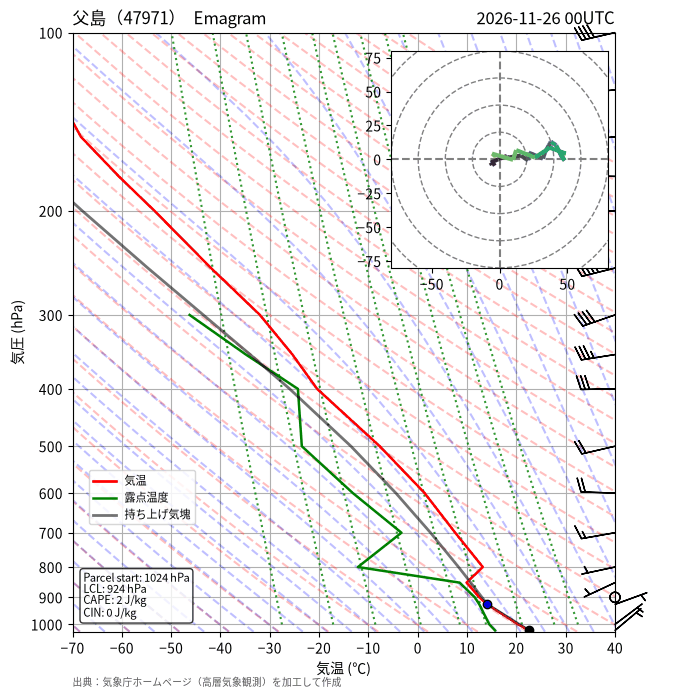 父島（47971） Emagram
2026-11-26 00UTC
100
200
300
400
500
600
700
800
900
1000
気圧 (hPa)
75
50
25
0
−25
−50
−75
−50
0
50
気温
露点温度
持ち上げ気塊
Parcel start: 1024 hPa
LCL: 924 hPa
CAPE: 2 J/kg
CIN: 0 J/kg
−70
−60
−50
−40
−30
−20
−10
0
10
20
30
40
気温 (℃)
出典：気象庁ホームページ（高層気象観測）を加工して作成